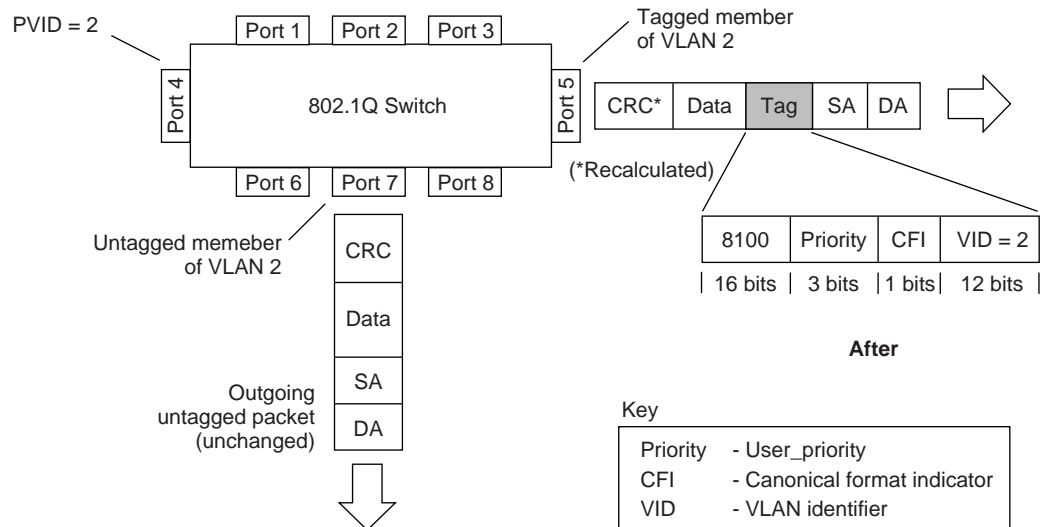 PVID = 2
Port 1
Port 2
Port 3
Tagged member
of VLAN 2
Port 4
802.1Q Switch
Port 5
CRC*
Data
Tag
SA
DA
(*Recalculated)
Port 6
Port 7
Port 8
Untagged memeber
of VLAN 2
CRC
Data
SA
DA
8100
Priority
CFI
VID = 2
16 bits
3 bits
1 bits
12 bits
After
Outgoing
untagged packet
(unchanged)
Key
Priority - User_priority
CFI - Canonical format indicator
VID - VLAN identifier